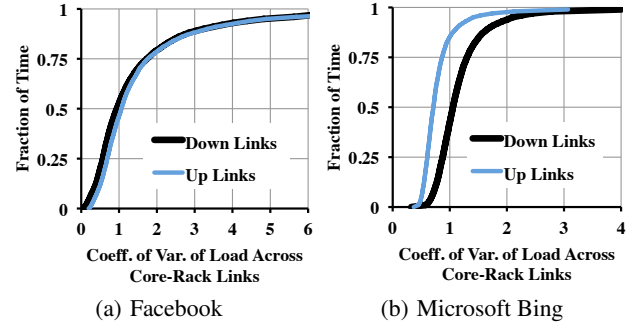 1
0.75
0.5
0.25
0
Fraction of Time
Down Links
Up Links
0 1 2 3 4 5 6
Coeff. of Var. of Load Across
Core-Rack Links
(a) Facebook
1
0.75
0.5
0.25
0
Fraction of Time
Down Links
Up Links
0 1 2 3 4
Coeff. of Var. of Load Across
Core-Rack Links
(b) Microsoft Bing